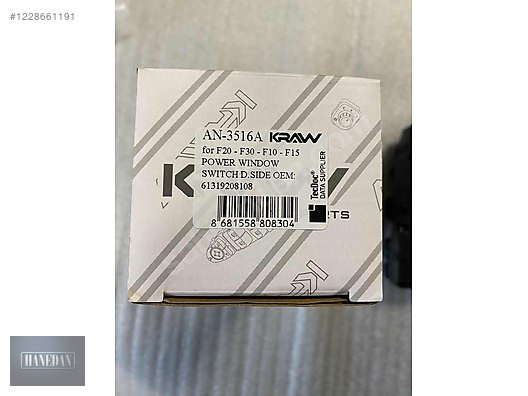 #1228661191
AN-3516A KRAW
for F20 - F30 - F10 - F15
POWER WINDOW
SWITCH D.SIDE OEM:
61319208108
TecDoc®
DATA SUPPLIER
8 681558 808304
HANEDAN